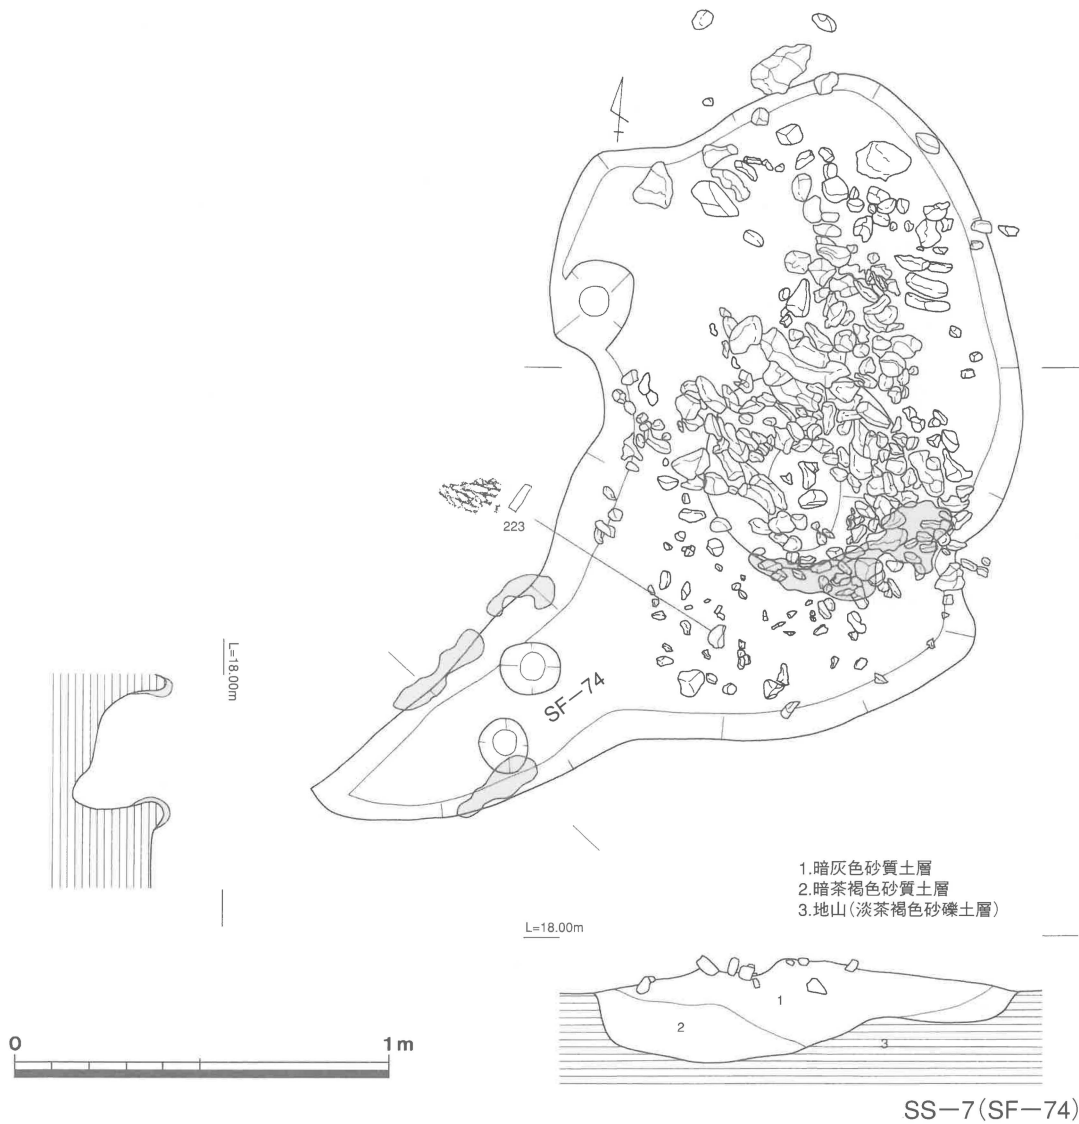 223
L=18.00m
SF－74
1.暗灰色砂質土層
2.暗茶褐色砂質土層
3.地山(淡茶褐色砂礫土層)
L=18.00m
1
2
3
0 1m
SS－7(SF－74)